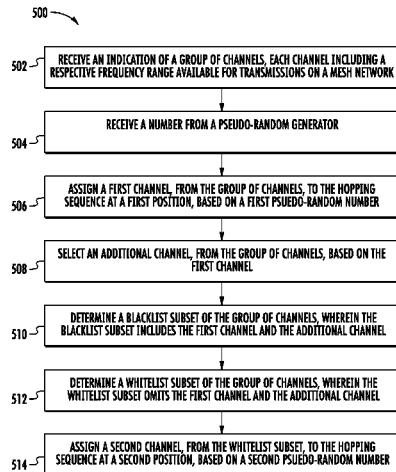 500
502
RECEIVE AN INDICATION OF A GROUP OF CHANNELS, EACH CHANNEL INCLUDING A
RESPECTIVE FREQUENCY RANGE AVAILABLE FOR TRANSMISSIONS ON A MESH NETWORK
504
RECEIVE A NUMBER FROM A PSEUDO-RANDOM GENERATOR
506
ASSIGN A FIRST CHANNEL, FROM THE GROUP OF CHANNELS, TO THE HOPPING
SEQUENCE AT A FIRST POSITION, BASED ON A FIRST PSUEDO-RANDOM NUMBER
508
SELECT AN ADDITIONAL CHANNEL, FROM THE GROUP OF CHANNELS, BASED ON THE
FIRST CHANNEL
510
DETERMINE A BLACKLIST SUBSET OF THE GROUP OF CHANNELS, WHEREIN THE
BLACKLIST SUBSET INCLUDES THE FIRST CHANNEL AND THE ADDITIONAL CHANNEL
512
DETERMINE A WHITELIST SUBSET OF THE GROUP OF CHANNELS, WHEREIN THE
WHITELIST SUBSET OMITS THE FIRST CHANNEL AND THE ADDITIONAL CHANNEL
514
ASSIGN A SECOND CHANNEL, FROM THE WHITELIST SUBSET, TO THE HOPPING
SEQUENCE AT A SECOND POSITION, BASED ON A SECOND PSUEDO-RANDOM NUMBER